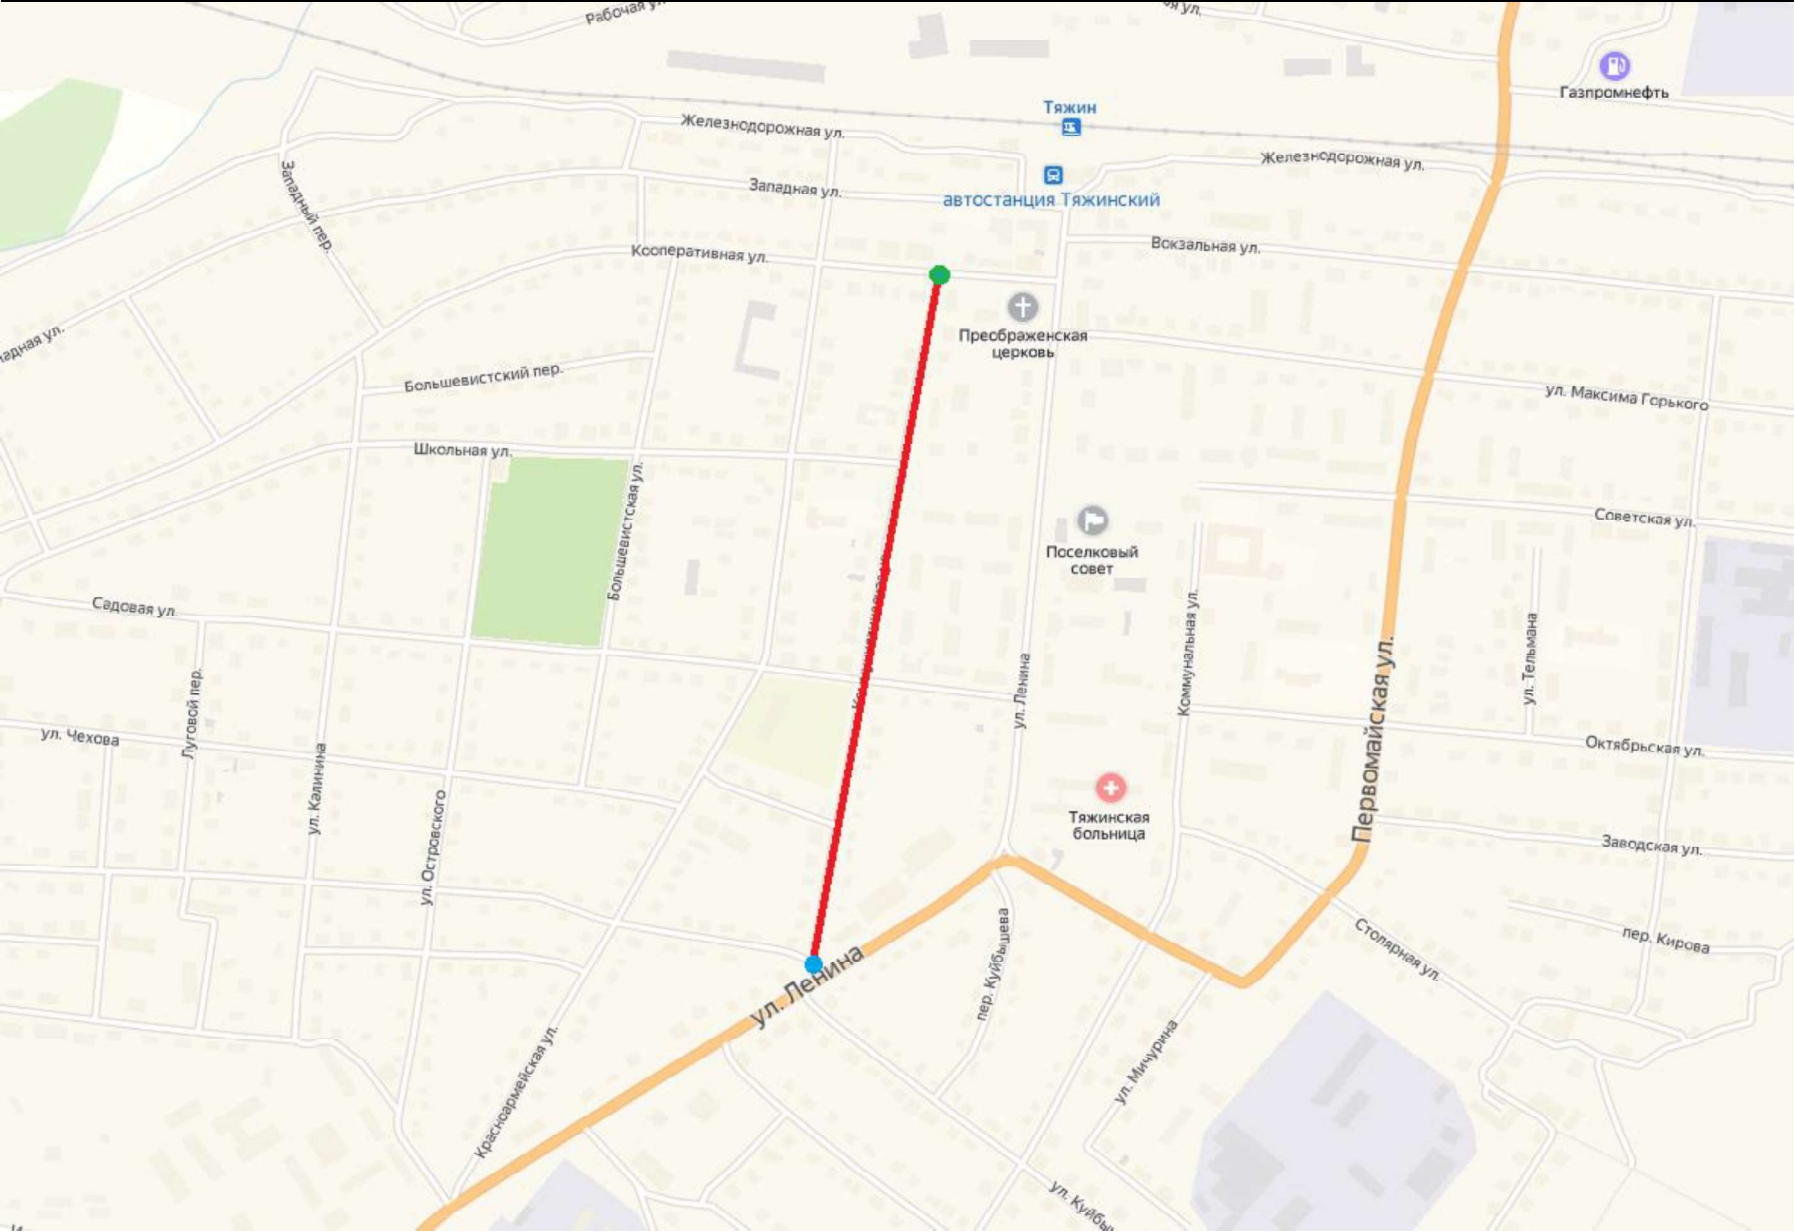 Рабочая
Газпромнефть
Тяжин
Железнодорожная ул.
Железнодорожная ул.
Западный пер.
Западная ул.
автостанция Тяжинский
Кооперативная ул.
Вокзальная ул.
Преображенская
церковь
Большевистский пер.
ул. Максима Горького
Школьная ул.
Большевистская ул.
Советская ул.
Поселковый
совет
Садовая ул.
Коммунальная ул.
ул. Тельмана
ул. Ленина
Первомайская ул.
Луговой пер.
ул. Чехова
Октябрьская ул.
ул. Калинина
ул. Островского
Тяжинская
больница
Заводская ул.
пер. Куйбышева
Столярная ул.
пер. Кирова
ул. Ленина
ул. Мичурина
Красноармейская ул.